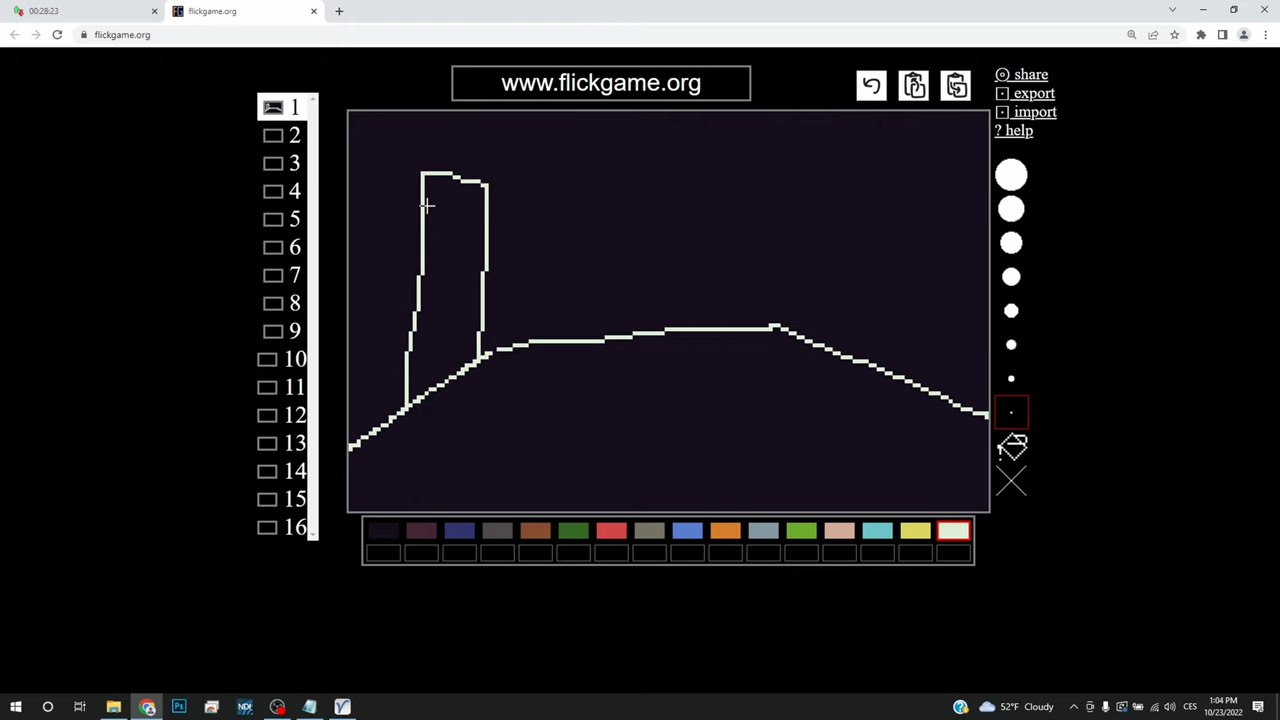 00:28:23
flickgame.org
flickgame.org
www.flickgame.org
share
export
import
? help
1
2
3
4
5
6
7
8
9
10
11
12
13
14
15
16
Ps
NDI
52°F Cloudy
CES
1:04 PM
10/23/2022